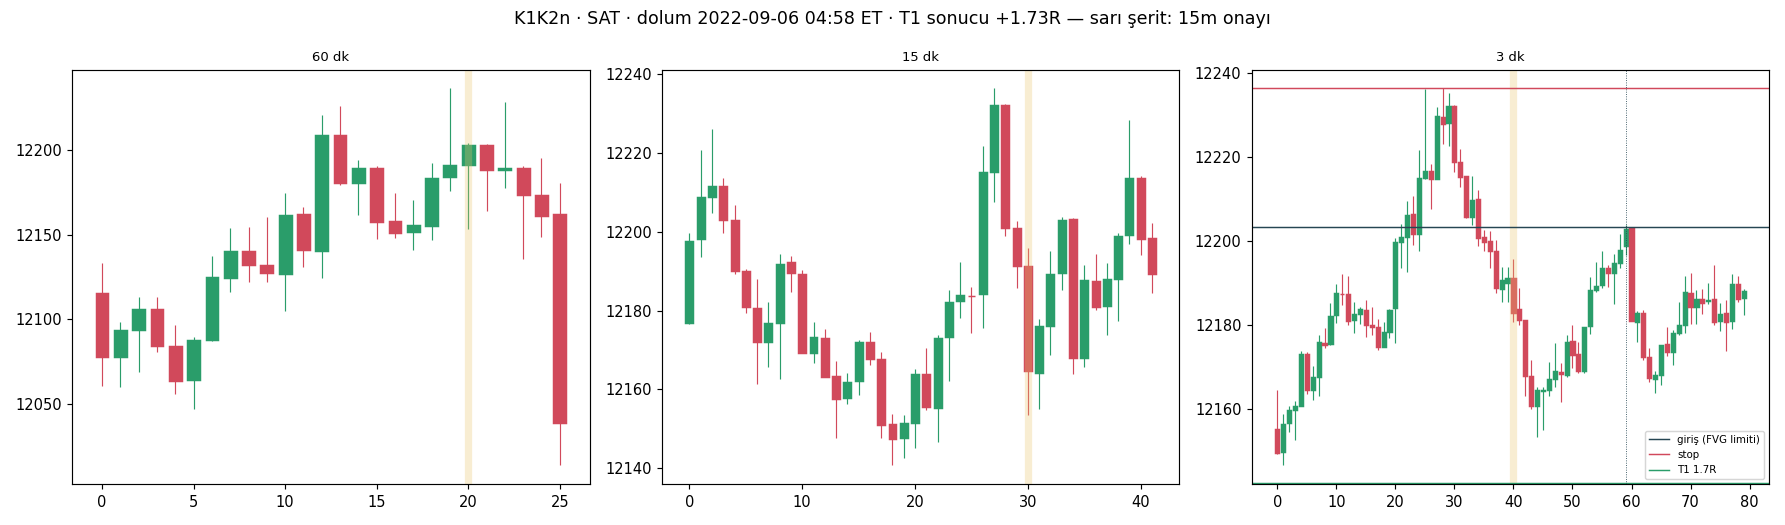 K1K2n · SAT · dolum 2022-09-06 04:58 ET · T1 sonucu +1.73R — sarı şerit: 15m onayı
60 dk
12200
12150
12100
12050
0 5 10 15 20 25
15 dk
12240
12220
12200
12180
12160
12140
0 10 20 30 40
3 dk
12240
12220
12200
12180
12160
0 10 20 30 40 50 60 70 80
giriş (FVG limiti)
stop
T1 1.7R